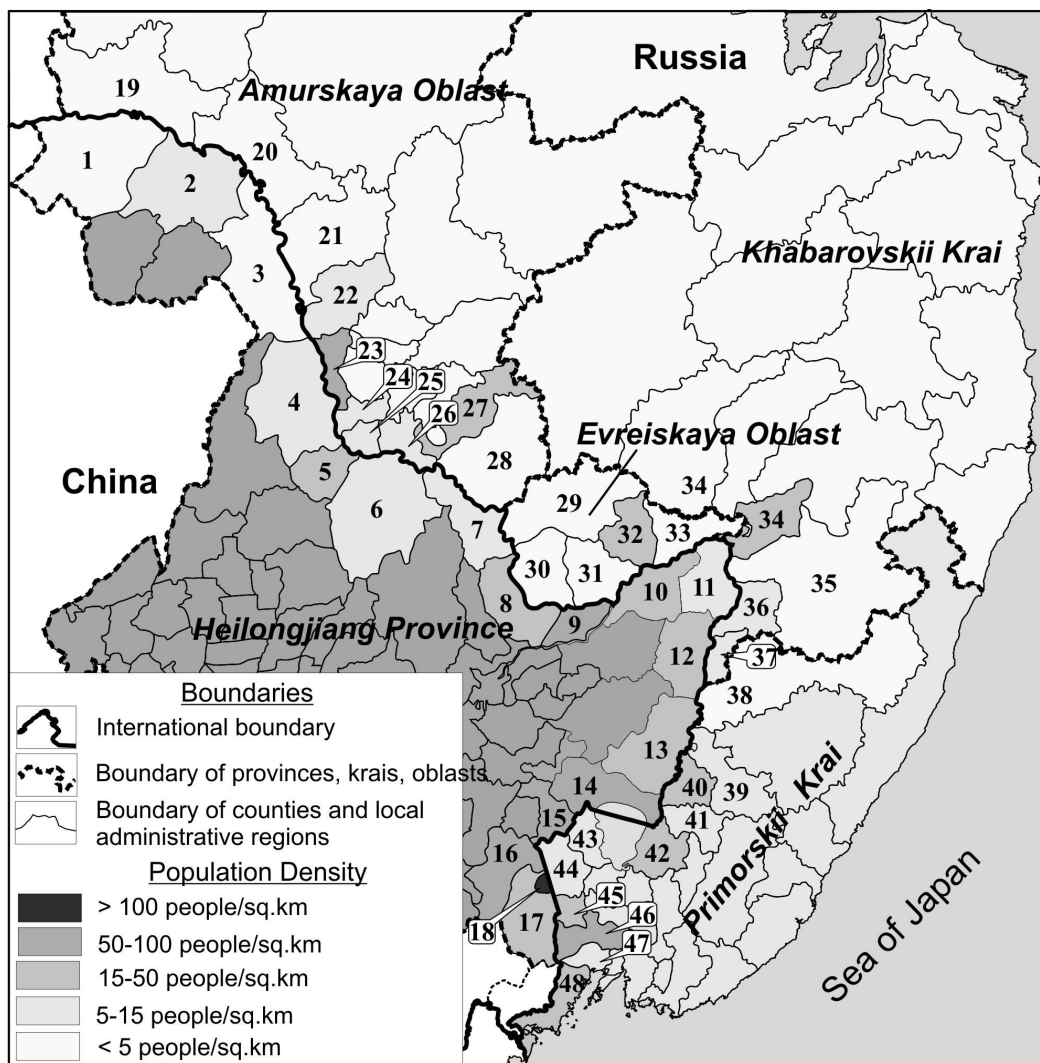 Russia
19
Amurskaya Oblast
20
1
2
21
Khabarovskii Krai
3
22
23
24
25
4
26
27
Evreiskaya Oblast
28
China
5
34
29
6
34
32
33
7
30
31
11
35
10
36
8
9
Heilongjiang Province
12
37
38
Boundaries
International boundary
13
Boundary of provinces, krais, oblasts
14
40
39
Boundary of counties and local
administrative regions
15
41
43
42
Primorskii Krai
16
44
Population Density
45
> 100 people/sq.km
46
18
17
47
50-100 people/sq.km
Sea of Japan
15-50 people/sq.km
48
5-15 people/sq.km
< 5 people/sq.km